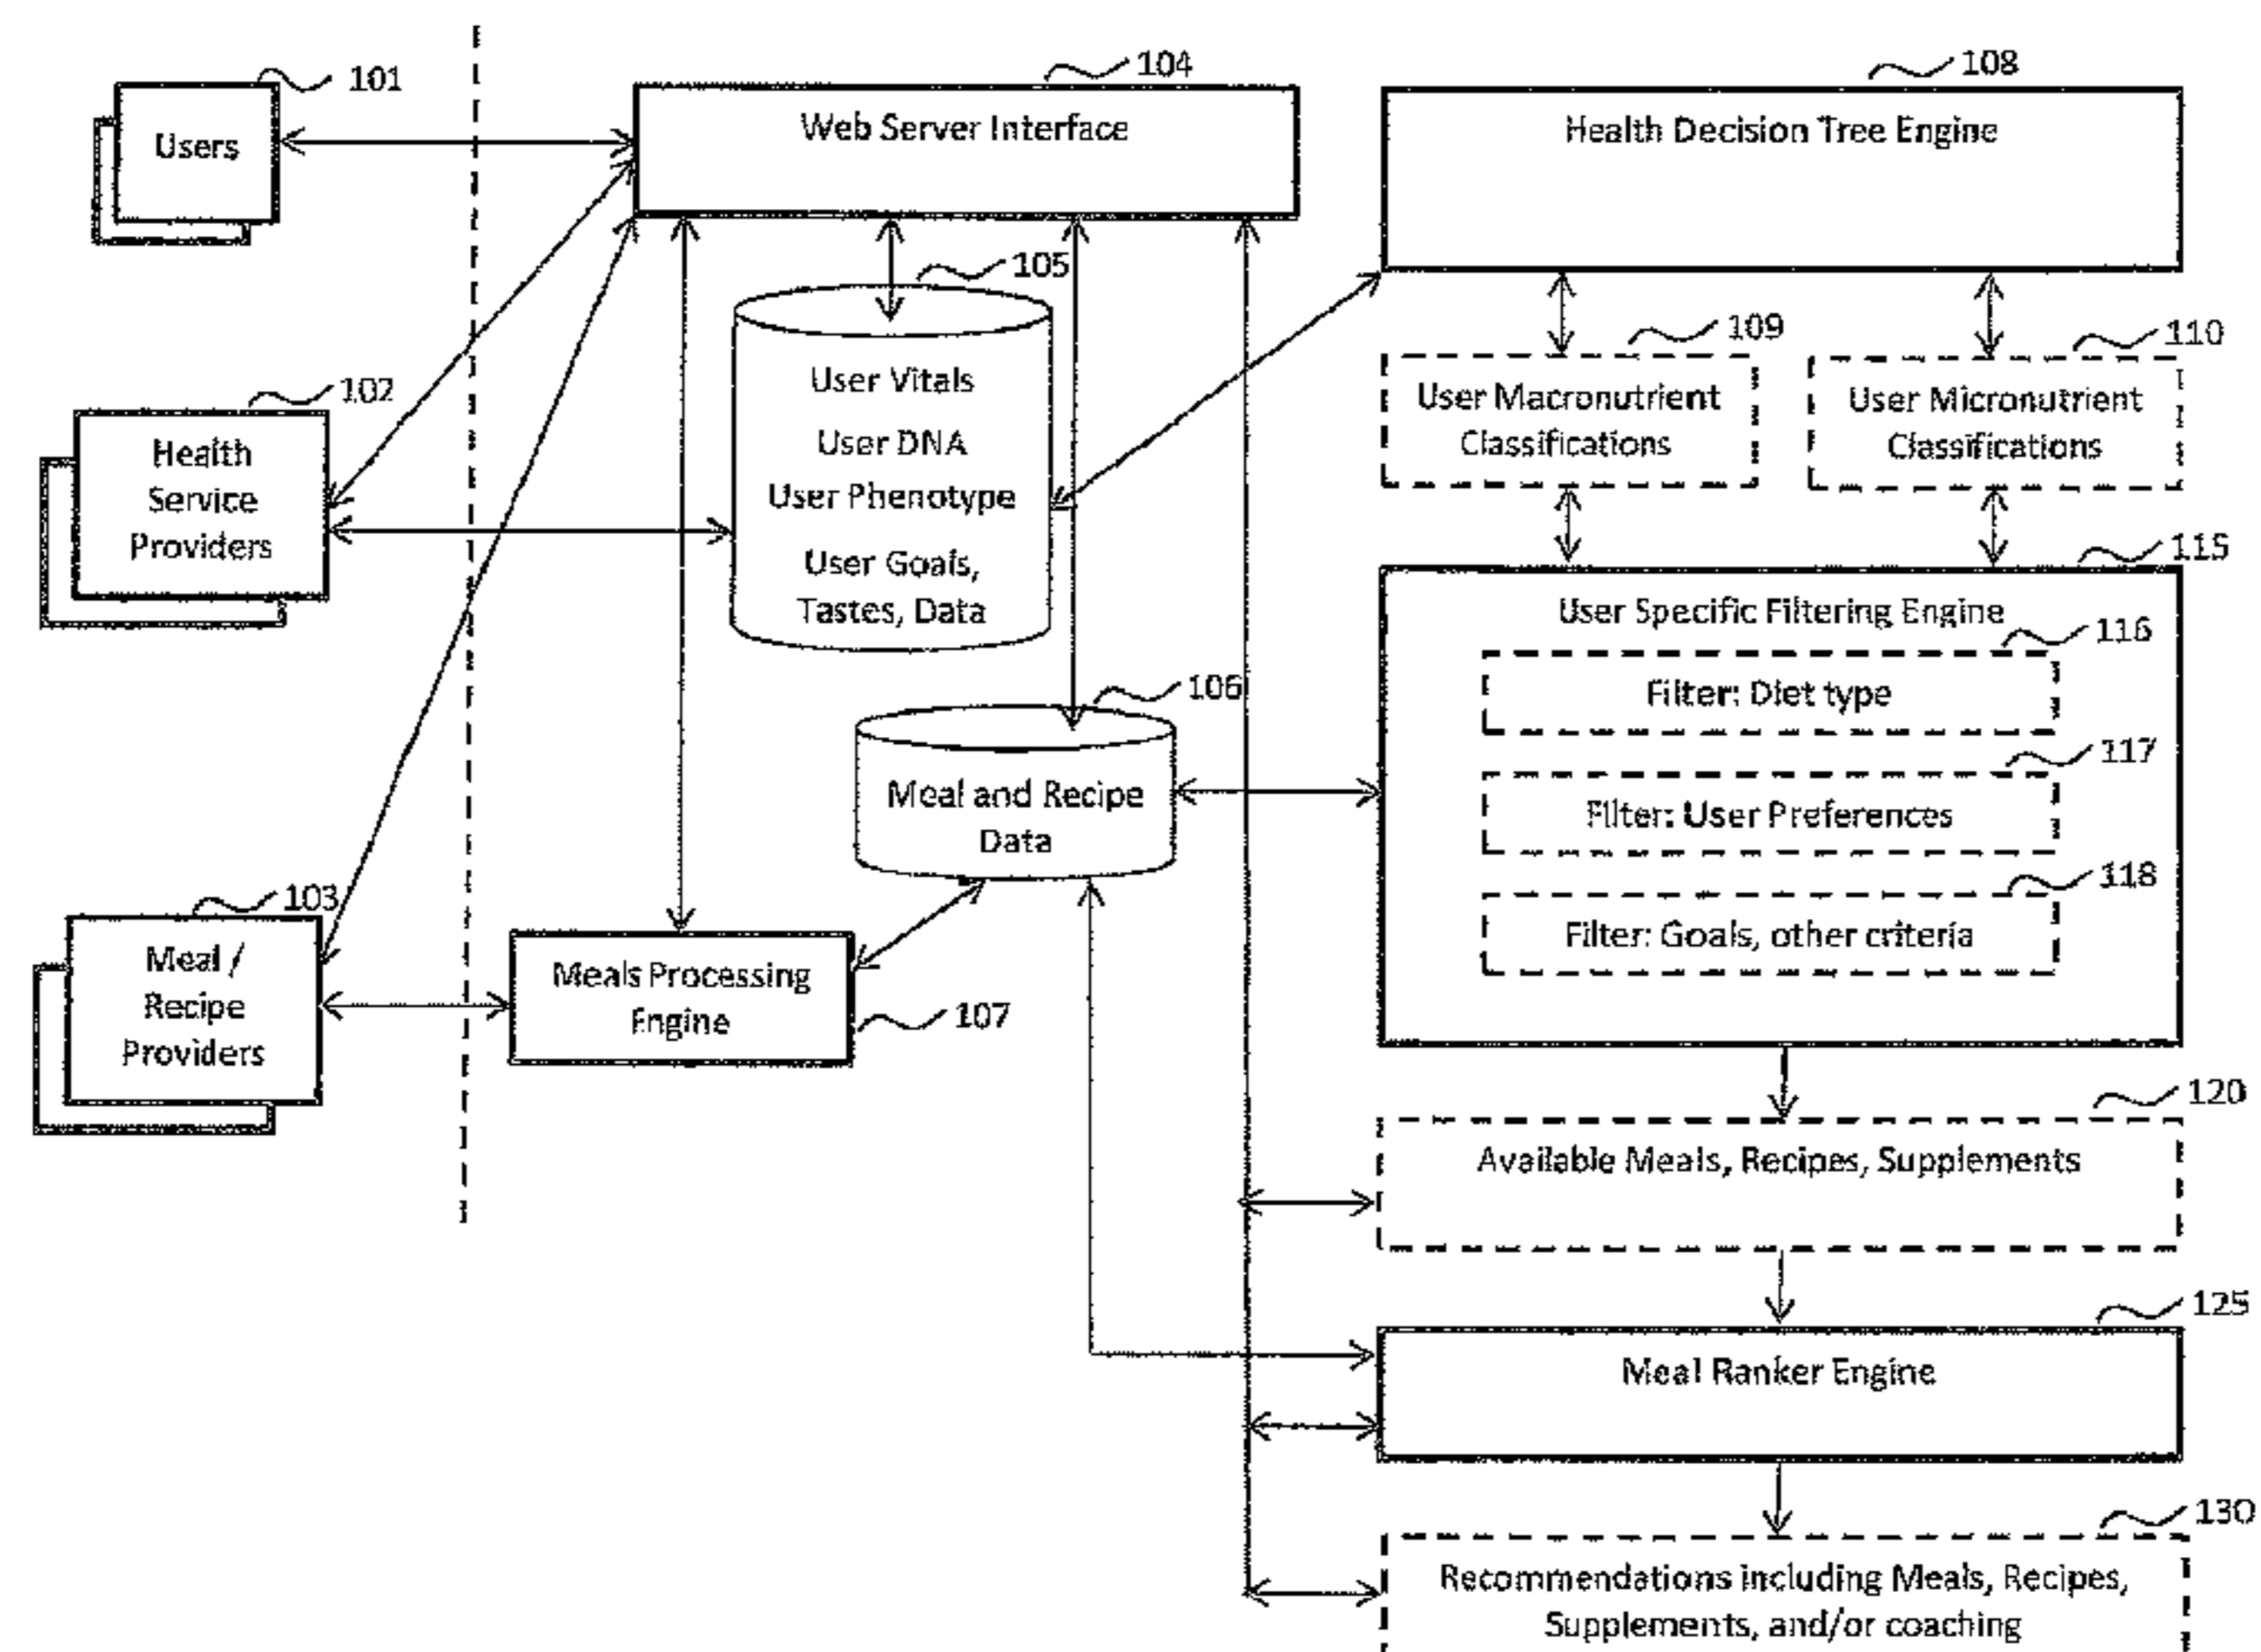 101
Users
104
Web Server Interface
108
Health Decision Tree Engine
105
User Vitals
User DNA
User Phenotype
User Goals,
Tastes, Data
109
User Macronutrient
Classifications
110
User Micronutrient
Classifications
102
Health
Service
Providers
115
User Specific Filtering Engine
116
Filter: Diet type
117
Filter: User Preferences
118
Filter: Goals, other criteria
106
Meal and Recipe
Data
103
Meal /
Recipe
Providers
Meals Processing
Engine
107
120
Available Meals, Recipes, Supplements
125
Meal Ranker Engine
130
Recommendations including Meals, Recipes,
Supplements, and/or coaching